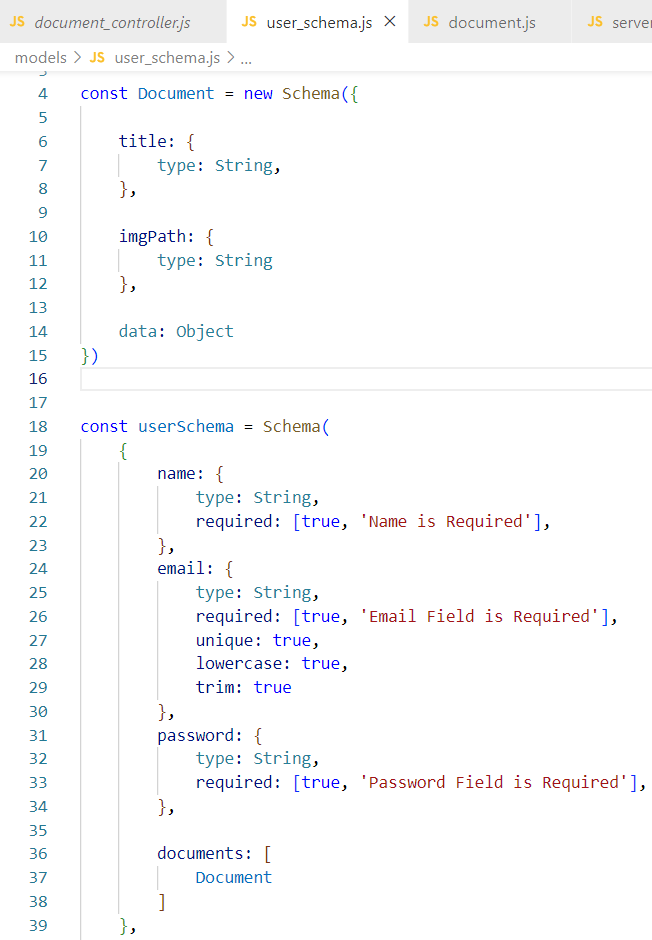 JS document_controller.js JS user_schema.js × JS document.js JS server
models > JS user_schema.js > ...
3
4 const Document = new Schema({
5
6 title: {
7 type: String,
8 },
9
10 imgPath: {
11 type: String
12 },
13
14 data: Object
15 })
16
17
18 const userSchema = Schema(
19 {
20 name: {
21 type: String,
22 required: [true, 'Name is Required'],
23 },
24 email: {
25 type: String,
26 required: [true, 'Email Field is Required'],
27 unique: true,
28 lowercase: true,
29 trim: true
30 },
31 password: {
32 type: String,
33 required: [true, 'Password Field is Required'],
34 },
35
36 documents: [
37 Document
38 ]
39 },